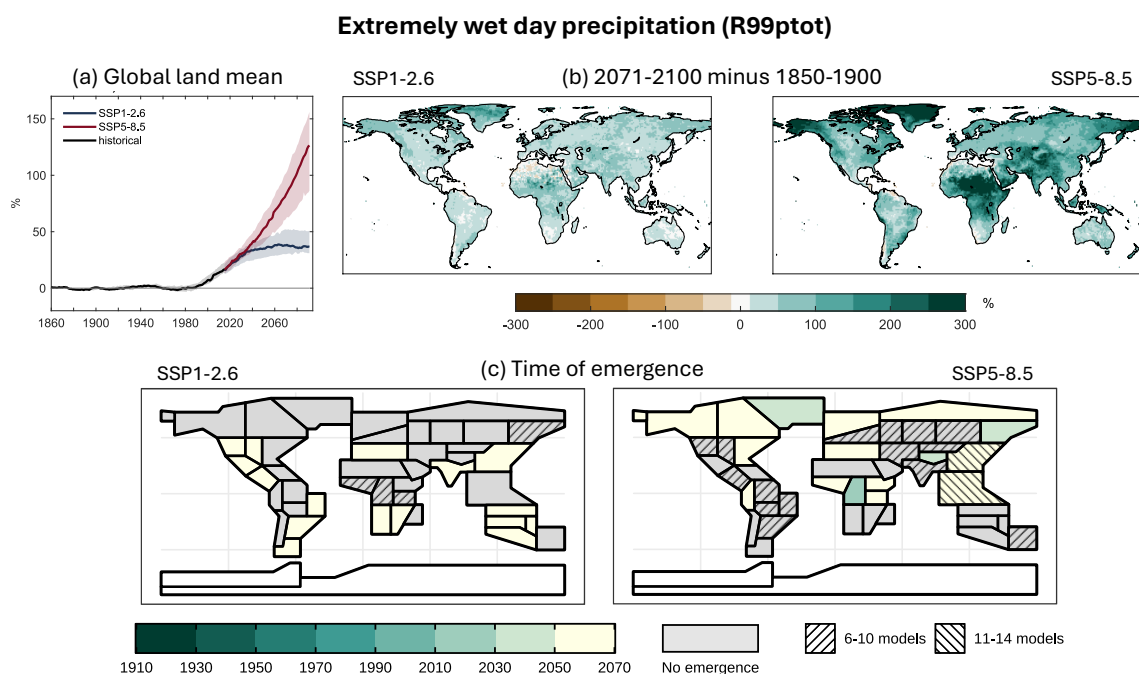 Extremely wet day precipitation (R99ptot)
(a) Global land mean
SSP1-2.6
(b) 2071-2100 minus 1850-1900
SSP5-8.5
SSP1-2.6
SSP5-8.5
historical
%
150
100
50
0
1860 1900 1940 1980 2020 2060
-300 -200 -100 0 100 200 300
%
SSP1-2.6
(c) Time of emergence
SSP5-8.5
1910 1930 1950 1970 1990 2010 2030 2050 2070
No emergence
6-10 models
11-14 models